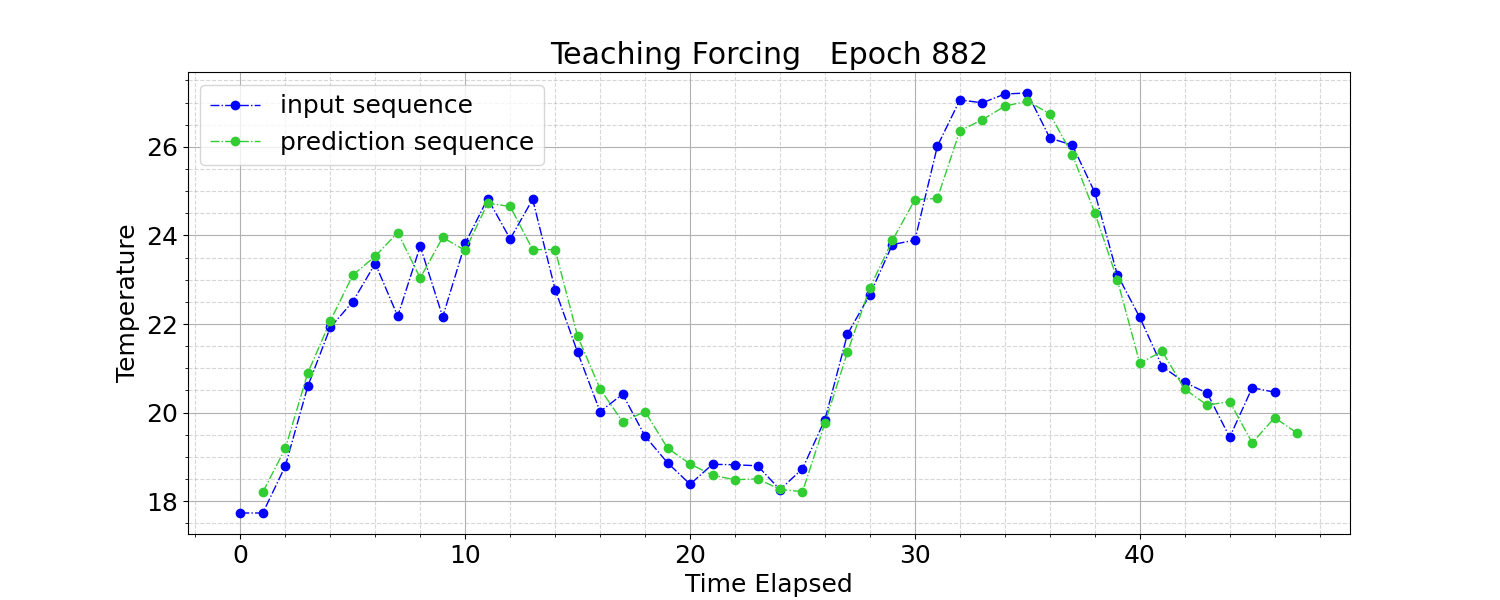 Teaching Forcing   Epoch 882
input sequence
prediction sequence
Temperature
26
24
22
20
18
0 10 20 30 40
Time Elapsed